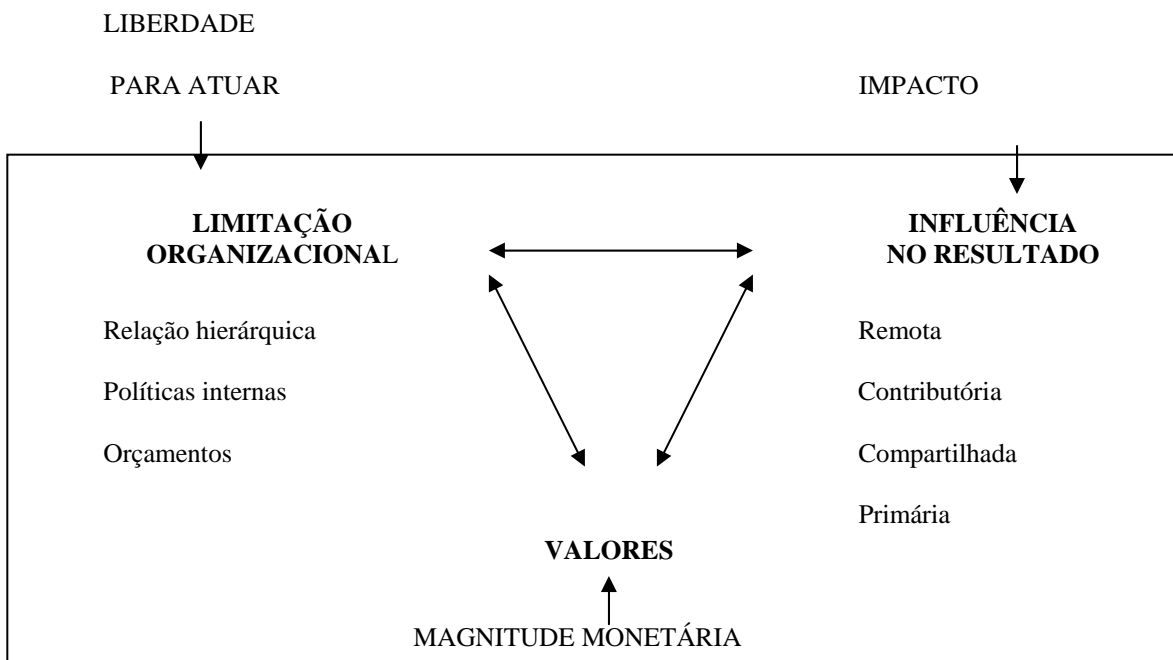 LIBERDADE
PARA ATUAR
IMPACTO
LIMITAÇÃO
ORGANIZACIONAL
INFLUÊNCIA
NO RESULTADO
Relação hierárquica
Políticas internas
Orçamentos
Remota
Contributória
Compartilhada
Primária
VALORES
MAGNITUDE MONETÁRIA